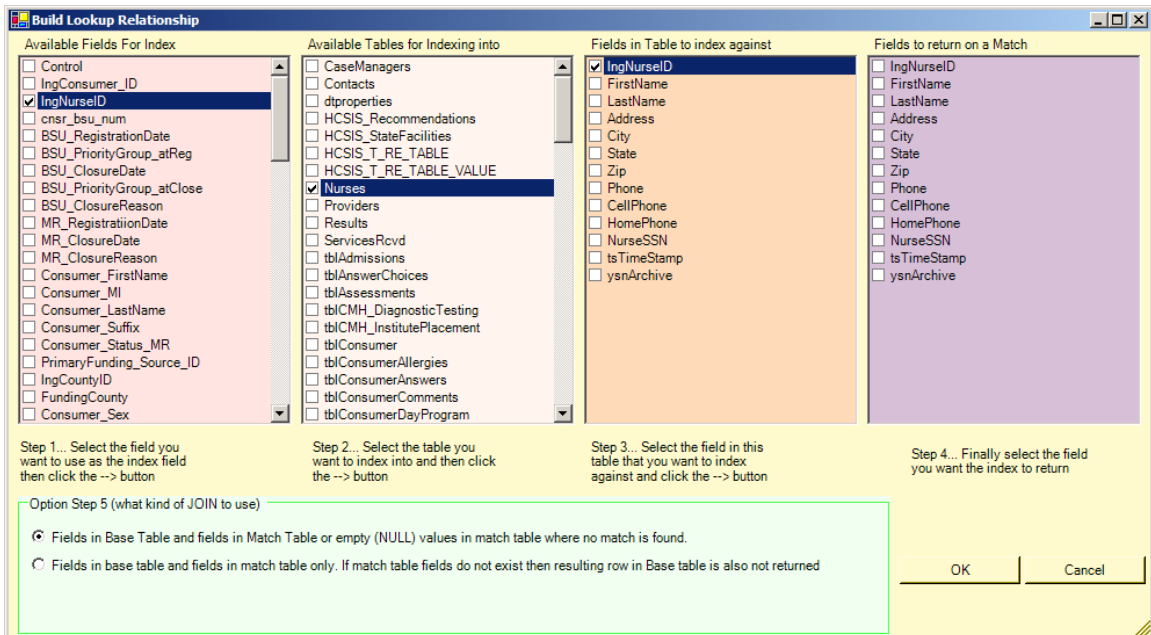 Build Lookup Relationship
Available Fields For Index
Control
lngConsumer_ID
lngNurseID
cnsr_bsu_num
BSU_RegistrationDate
BSU_PriorityGroup_atReg
BSU_ClosureDate
BSU_PriorityGroup_atClose
BSU_ClosureReason
MR_RegistratiionDate
MR_ClosureDate
MR_ClosureReason
Consumer_FirstName
Consumer_MI
Consumer_LastName
Consumer_Suffix
Consumer_Status_MR
PrimaryFunding_Source_ID
lngCountyID
FundingCounty
Consumer_Sex
Step 1... Select the field you
want to use as the index field
then click the --> button
Available Tables for Indexing into
CaseManagers
Contacts
dtproperties
HCSIS_Recommendations
HCSIS_StateFacilities
HCSIS_T_RE_TABLE
HCSIS_T_RE_TABLE_VALUE
Nurses
Providers
Results
ServicesRcvd
tblAdmissions
tblAnswerChoices
tblAssessments
tblCMH_DiagnosticTesting
tblCMH_InstitutePlacement
tblConsumer
tblConsumerAllergies
tblConsumerAnswers
tblConsumerComments
tblConsumerDayProgram
Step 2... Select the table you
want to index into and then click
the --> button
Fields in Table to index against
lngNurseID
FirstName
LastName
Address
City
State
Zip
Phone
CellPhone
HomePhone
NurseSSN
tsTimeStamp
ysnArchive
Step 3... Select the field in this
table that you want to index
against and click the --> button
Fields to return on a Match
lngNurseID
FirstName
LastName
Address
City
State
Zip
Phone
CellPhone
HomePhone
NurseSSN
tsTimeStamp
ysnArchive
Step 4... Finally select the field
you want the index to return
Option Step 5 (what kind of JOIN to use)
Fields in Base Table and fields in Match Table or empty (NULL) values in match table where no match is found.
Fields in base table and fields in match table only. If match table fields do not exist then resulting row in Base table is also not returned
OK
Cancel